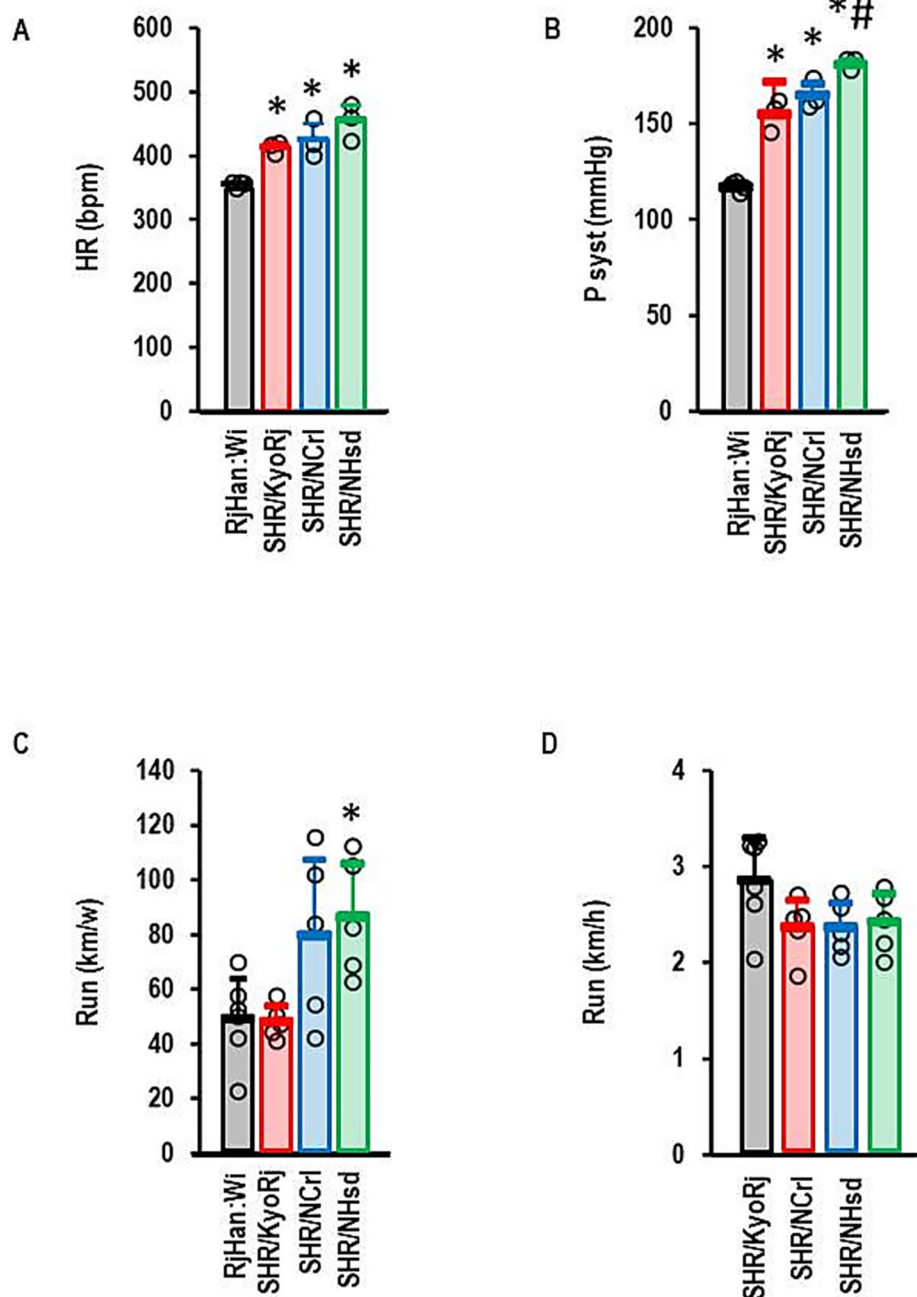 A
HR (bpm)
600
500
400
300
200
100
0
* * *
RjHan:Wi
SHR/KyoRj
SHR/NCrl
SHR/NHsd
B
P syst (mmHg)
200
150
100
50
0
* * *#
RjHan:Wi
SHR/KyoRj
SHR/NCrl
SHR/NHsd
C
Run (km/w)
140
120
100
80
60
40
20
0
*
RjHan:Wi
SHR/KyoRj
SHR/NCrl
SHR/NHsd
D
Run (km/h)
4
3
2
1
0
SHR/KyoRj
SHR/NCrl
SHR/NHsd